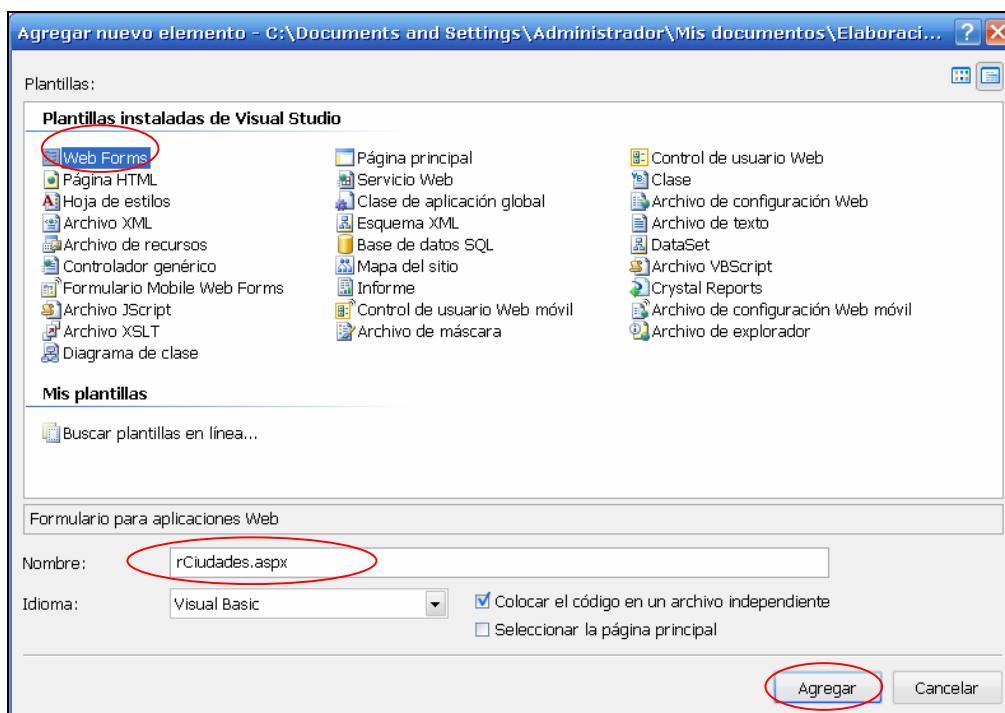 Agregar nuevo elemento - C:\Documents and Settings\Administrador\Mis documentos\Elaboraci...
Plantillas:
Plantillas instaladas de Visual Studio
Web Forms Página principal Control de usuario Web
Página HTML Servicio Web Clase
Hoja de estilos Clase de aplicación global Archivo de configuración Web
Archivo XML Esquema XML Archivo de texto
Archivo de recursos Base de datos SQL DataSet
Controlador genérico Mapa del sitio Archivo VBScript
Formulario Mobile Web Forms Informe Crystal Reports
Archivo JScript Control de usuario Web móvil Archivo de configuración Web móvil
Archivo XSLT Archivo de máscara Archivo de explorador
Diagrama de clase
Mis plantillas
Buscar plantillas en línea...
Formulario para aplicaciones Web
Nombre: rCiudades.aspx
Idioma: Visual Basic Colocar el código en un archivo independiente
Seleccionar la página principal
Agregar Cancelar